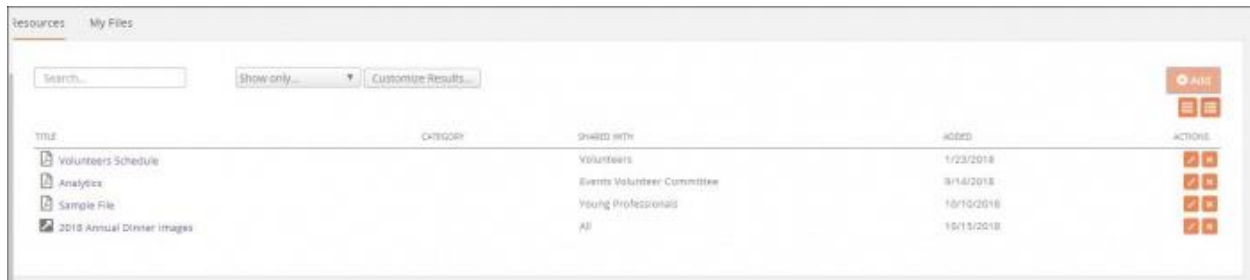 Resources My Files
Search... Show only... Customize Results... Add
TITLE CATEGORY SHARED WITH ADDED ACTIONS
Volunteers Schedule Volunteers 1/23/2018
Analytics Events Volunteer Committee 9/14/2018
Sample File Young Professionals 10/10/2018
2018 Annual Dinner Images All 10/15/2018